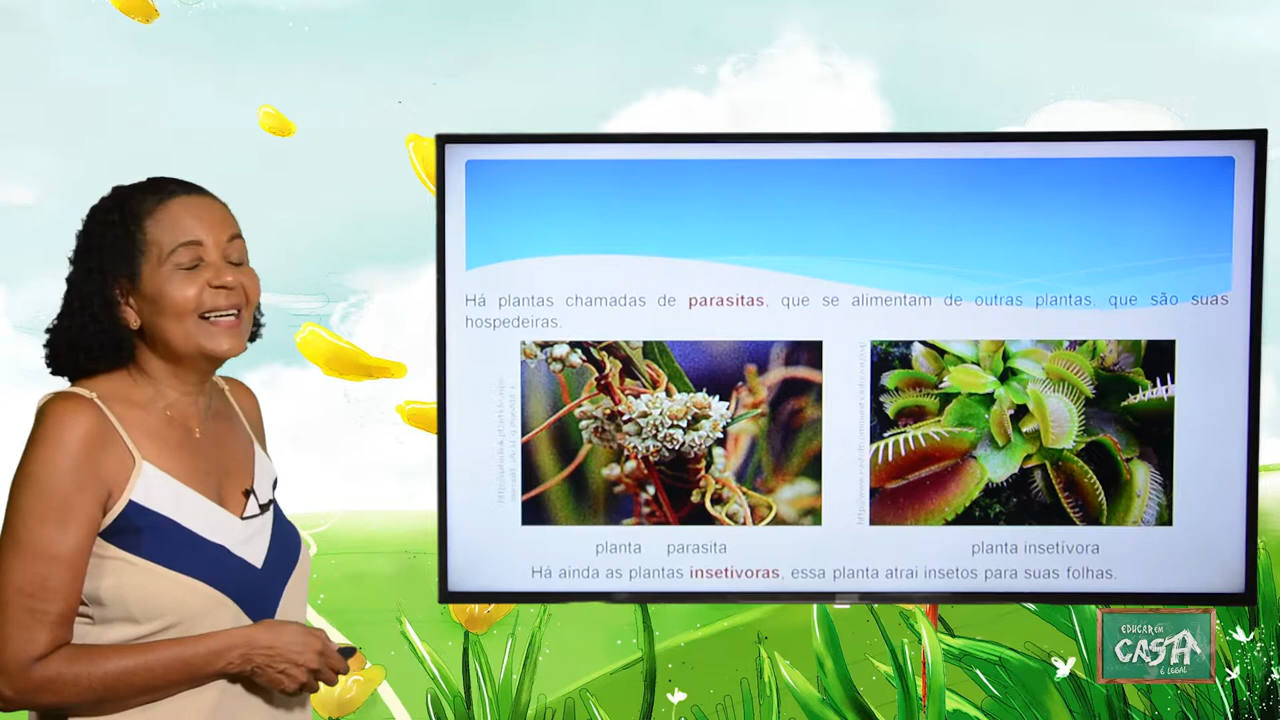 Há plantas chamadas de parasitas, que se alimentam de outras plantas, que são suas
hospedeiras.
planta parasita
planta insetívora
Há ainda as plantas insetívoras, essa planta atrai insetos para suas folhas.
EDUCAR EM
CASA
É LEGAL